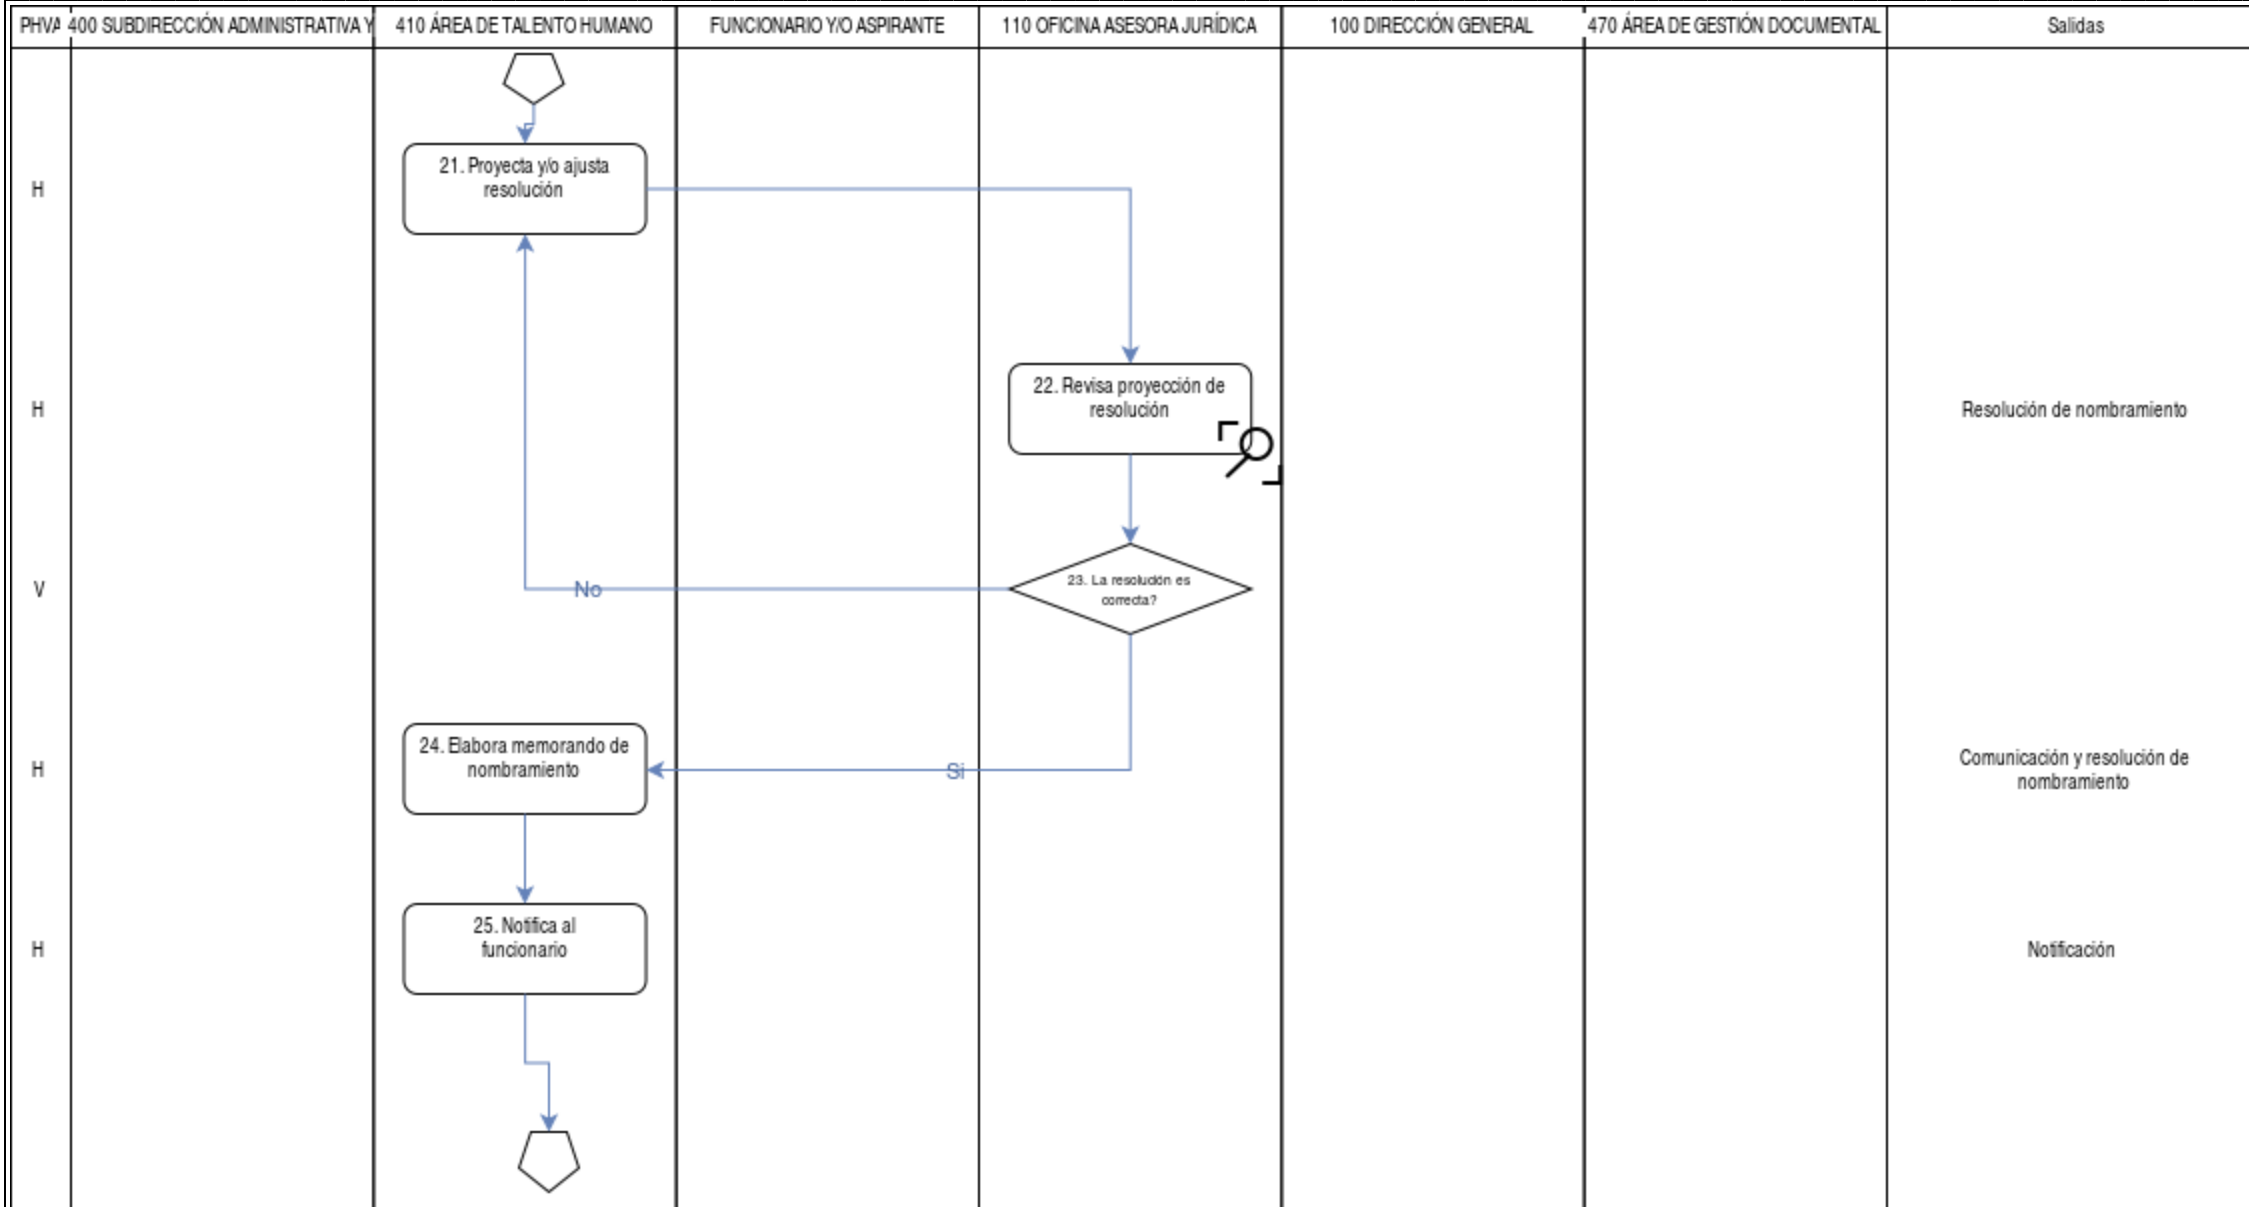 PHVA 400 SUBDIRECCIÓN ADMINISTRATIVA Y 410 ÁREA DE TALENTO HUMANO FUNCIONARIO Y/O ASPIRANTE 110 OFICINA ASESORA JURÍDICA 100 DIRECCIÓN GENERAL 470 ÁREA DE GESTIÓN DOCUMENTAL Salidas
21. Proyecta y/o ajusta
resolución
H
22. Revisa proyección de
resolución
H
Resolución de nombramiento
23. La resolución es
correcta?
V
No
24. Elabora memorando de
nombramiento
H
Si
Comunicación y resolución de
nombramiento
25. Notifica al
funcionario
H
Notificación